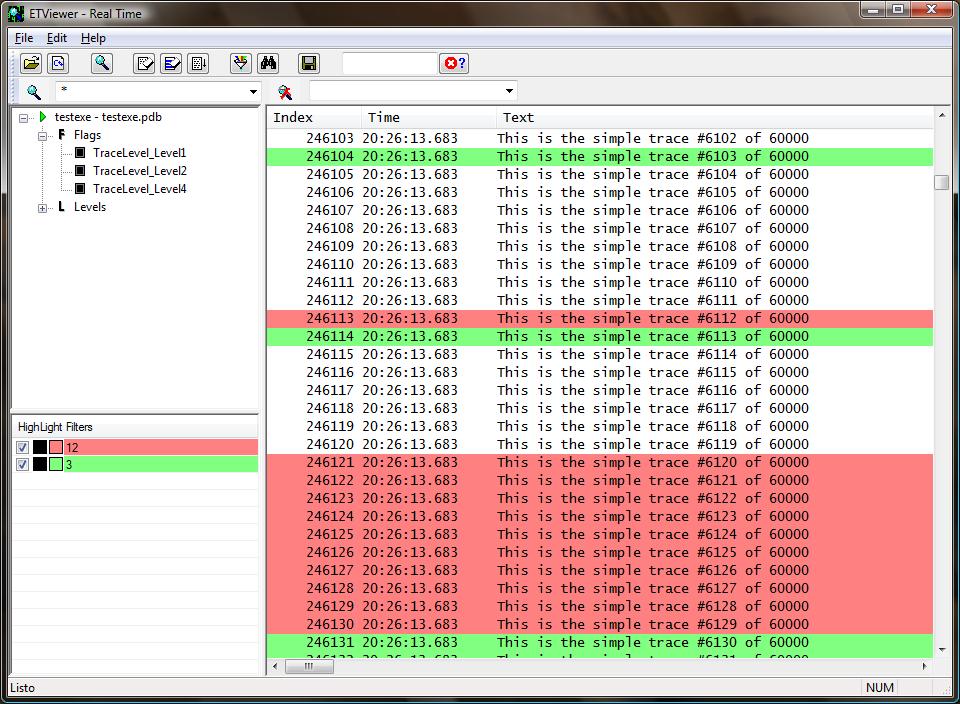 ETViewer - Real Time
File Edit Help
*
testexe - testexe.pdb
F Flags
TraceLevel_Level1
TraceLevel_Level2
TraceLevel_Level4
L Levels
HighLight Filters
12
3
Index Time Text
246103 20:26:13.683 This is the simple trace #6102 of 60000
246104 20:26:13.683 This is the simple trace #6103 of 60000
246105 20:26:13.683 This is the simple trace #6104 of 60000
246106 20:26:13.683 This is the simple trace #6105 of 60000
246107 20:26:13.683 This is the simple trace #6106 of 60000
246108 20:26:13.683 This is the simple trace #6107 of 60000
246109 20:26:13.683 This is the simple trace #6108 of 60000
246110 20:26:13.683 This is the simple trace #6109 of 60000
246111 20:26:13.683 This is the simple trace #6110 of 60000
246112 20:26:13.683 This is the simple trace #6111 of 60000
246113 20:26:13.683 This is the simple trace #6112 of 60000
246114 20:26:13.683 This is the simple trace #6113 of 60000
246115 20:26:13.683 This is the simple trace #6114 of 60000
246116 20:26:13.683 This is the simple trace #6115 of 60000
246117 20:26:13.683 This is the simple trace #6116 of 60000
246118 20:26:13.683 This is the simple trace #6117 of 60000
246119 20:26:13.683 This is the simple trace #6118 of 60000
246120 20:26:13.683 This is the simple trace #6119 of 60000
246121 20:26:13.683 This is the simple trace #6120 of 60000
246122 20:26:13.683 This is the simple trace #6121 of 60000
246123 20:26:13.683 This is the simple trace #6122 of 60000
246124 20:26:13.683 This is the simple trace #6123 of 60000
246125 20:26:13.683 This is the simple trace #6124 of 60000
246126 20:26:13.683 This is the simple trace #6125 of 60000
246127 20:26:13.683 This is the simple trace #6126 of 60000
246128 20:26:13.683 This is the simple trace #6127 of 60000
246129 20:26:13.683 This is the simple trace #6128 of 60000
246130 20:26:13.683 This is the simple trace #6129 of 60000
246131 20:26:13.683 This is the simple trace #6130 of 60000
Listo NUM